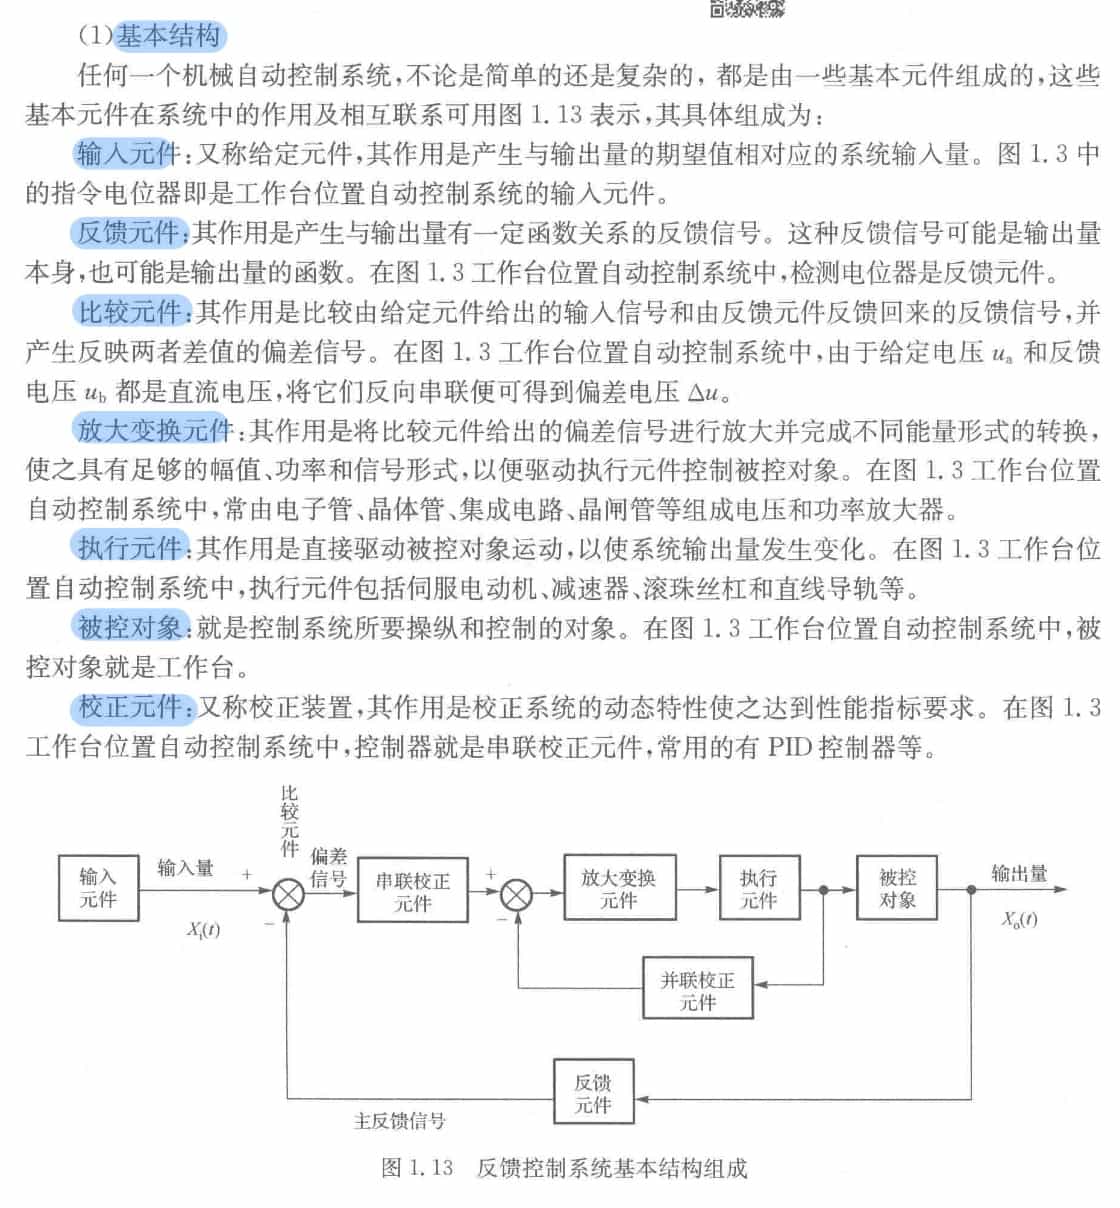 (1)基本结构
任何一个机械自动控制系统,不论是简单的还是复杂的, 都是由一些基本元件组成的,这些
基本元件在系统中的作用及相互联系可用图 1.13 表示,其具体组成为:
输入元件:又称给定元件,其作用是产生与输出量的期望值相对应的系统输入量。图 1.3 中
的指令电位器即是工作台位置自动控制系统的输入元件。
反馈元件:其作用是产生与输出量有一定函数关系的反馈信号。这种反馈信号可能是输出量
本身,也可能是输出量的函数。在图 1.3 工作台位置自动控制系统中,检测电位器是反馈元件。
比较元件:其作用是比较由给定元件给出的输入信号和由反馈元件反馈回来的反馈信号,并
产生反映两者差值的偏差信号。在图 1.3 工作台位置自动控制系统中,由于给定电压 uₐ 和反馈
电压 u_b 都是直流电压,将它们反向串联便可得到偏差电压 Δu。
放大变换元件:其作用是将比较元件给出的偏差信号进行放大并完成不同能量形式的转换,
使之具有足够的幅值、功率和信号形式,以便驱动执行元件控制被控对象。在图 1.3 工作台位置
自动控制系统中,常由电子管、晶体管、集成电路、晶闸管等组成电压和功率放大器。
执行元件:其作用是直接驱动被控对象运动,以使系统输出量发生变化。在图 1.3 工作台位
置自动控制系统中,执行元件包括伺服电动机、减速器、滚珠丝杠和直线导轨等。
被控对象:就是控制系统所要操纵和控制的对象。在图 1.3 工作台位置自动控制系统中,被
控对象就是工作台。
校正元件:又称校正装置,其作用是校正系统的动态特性使之达到性能指标要求。在图 1.3
工作台位置自动控制系统中,控制器就是串联校正元件,常用的有 PID 控制器等。
比较元件
输入
元件
输入量
+
Xᵢ(t)
−
偏差
信号
串联校正
元件
+
−
放大变换
元件
执行
元件
被控
对象
输出量
Xₒ(t)
并联校正
元件
反馈
元件
主反馈信号
图 1.13 反馈控制系统基本结构组成